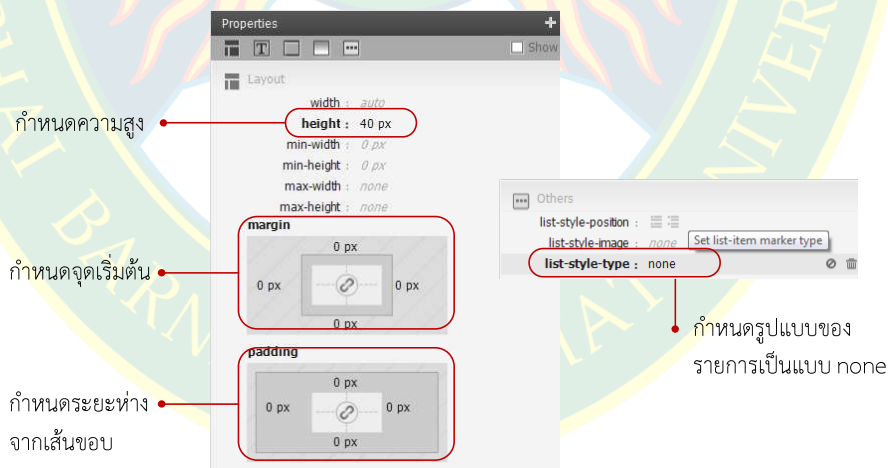 Properties
Show
Layout
width : auto
height : 40 px
min-width : 0 px
min-height : 0 px
max-width : none
max-height : none
margin
0 px
0 px
0 px
0 px
padding
0 px
0 px
0 px
0 px
กำหนดความสูง
กำหนดจุดเริ่มต้น
กำหนดระยะห่าง
จากเส้นขอบ
Others
list-style-position :
list-style-image : none
Set list-item marker type
list-style-type : none
กำหนดรูปแบบของ
รายการเป็นแบบ none